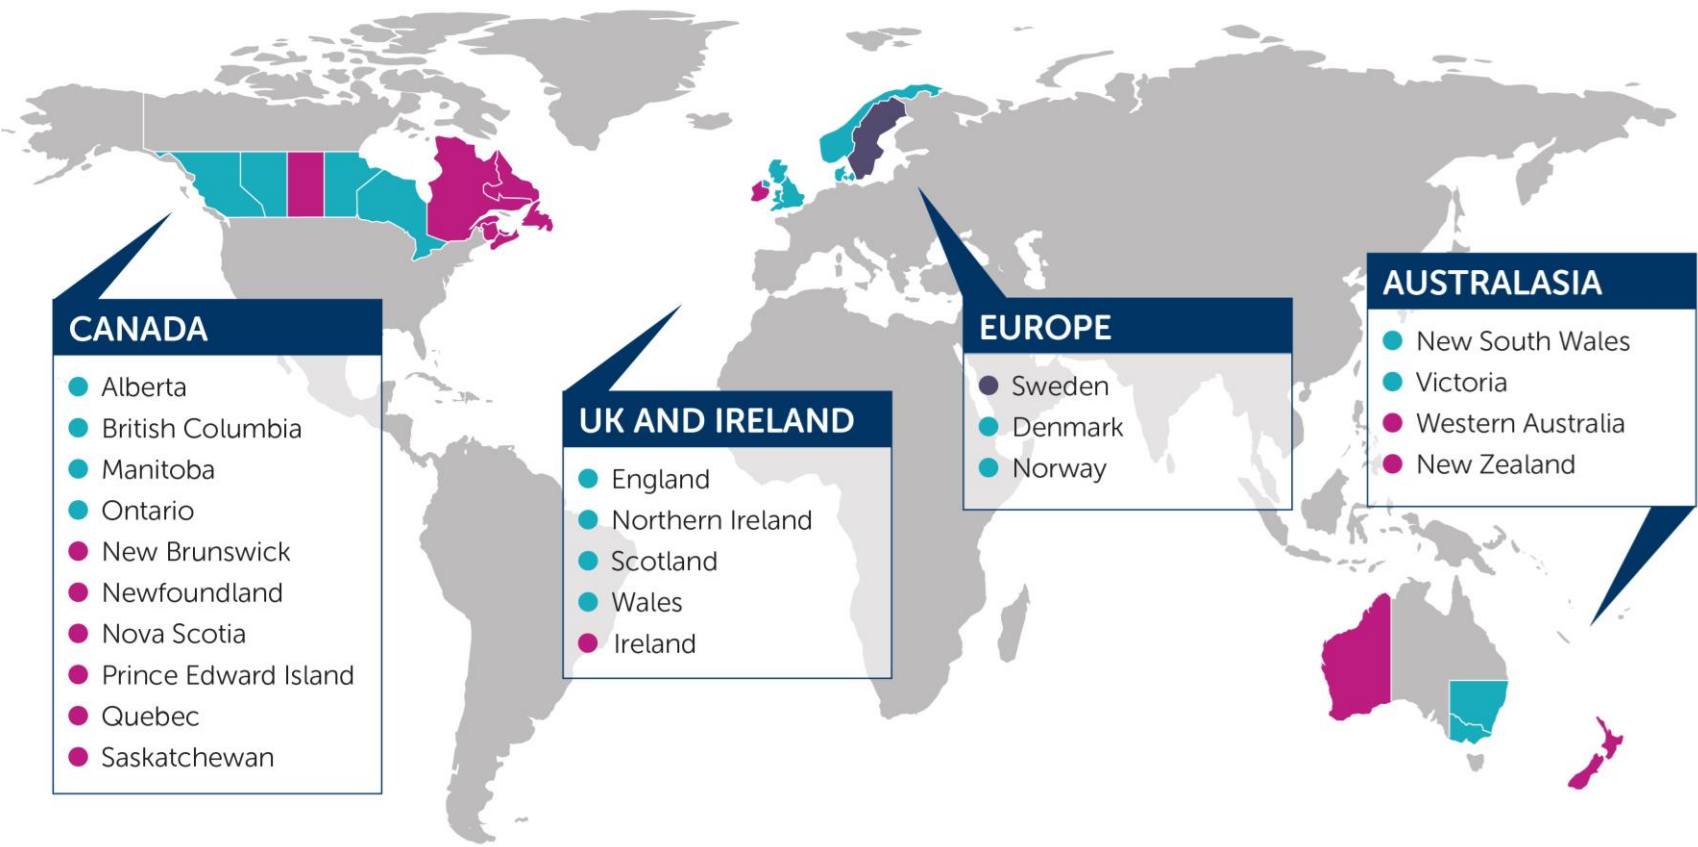 CANADA
Alberta
British Columbia
Manitoba
Ontario
New Brunswick
Newfoundland
Nova Scotia
Prince Edward Island
Quebec
Saskatchewan
UK AND IRELAND
England
Northern Ireland
Scotland
Wales
Ireland
EUROPE
Sweden
Denmark
Norway
AUSTRALASIA
New South Wales
Victoria
Western Australia
New Zealand